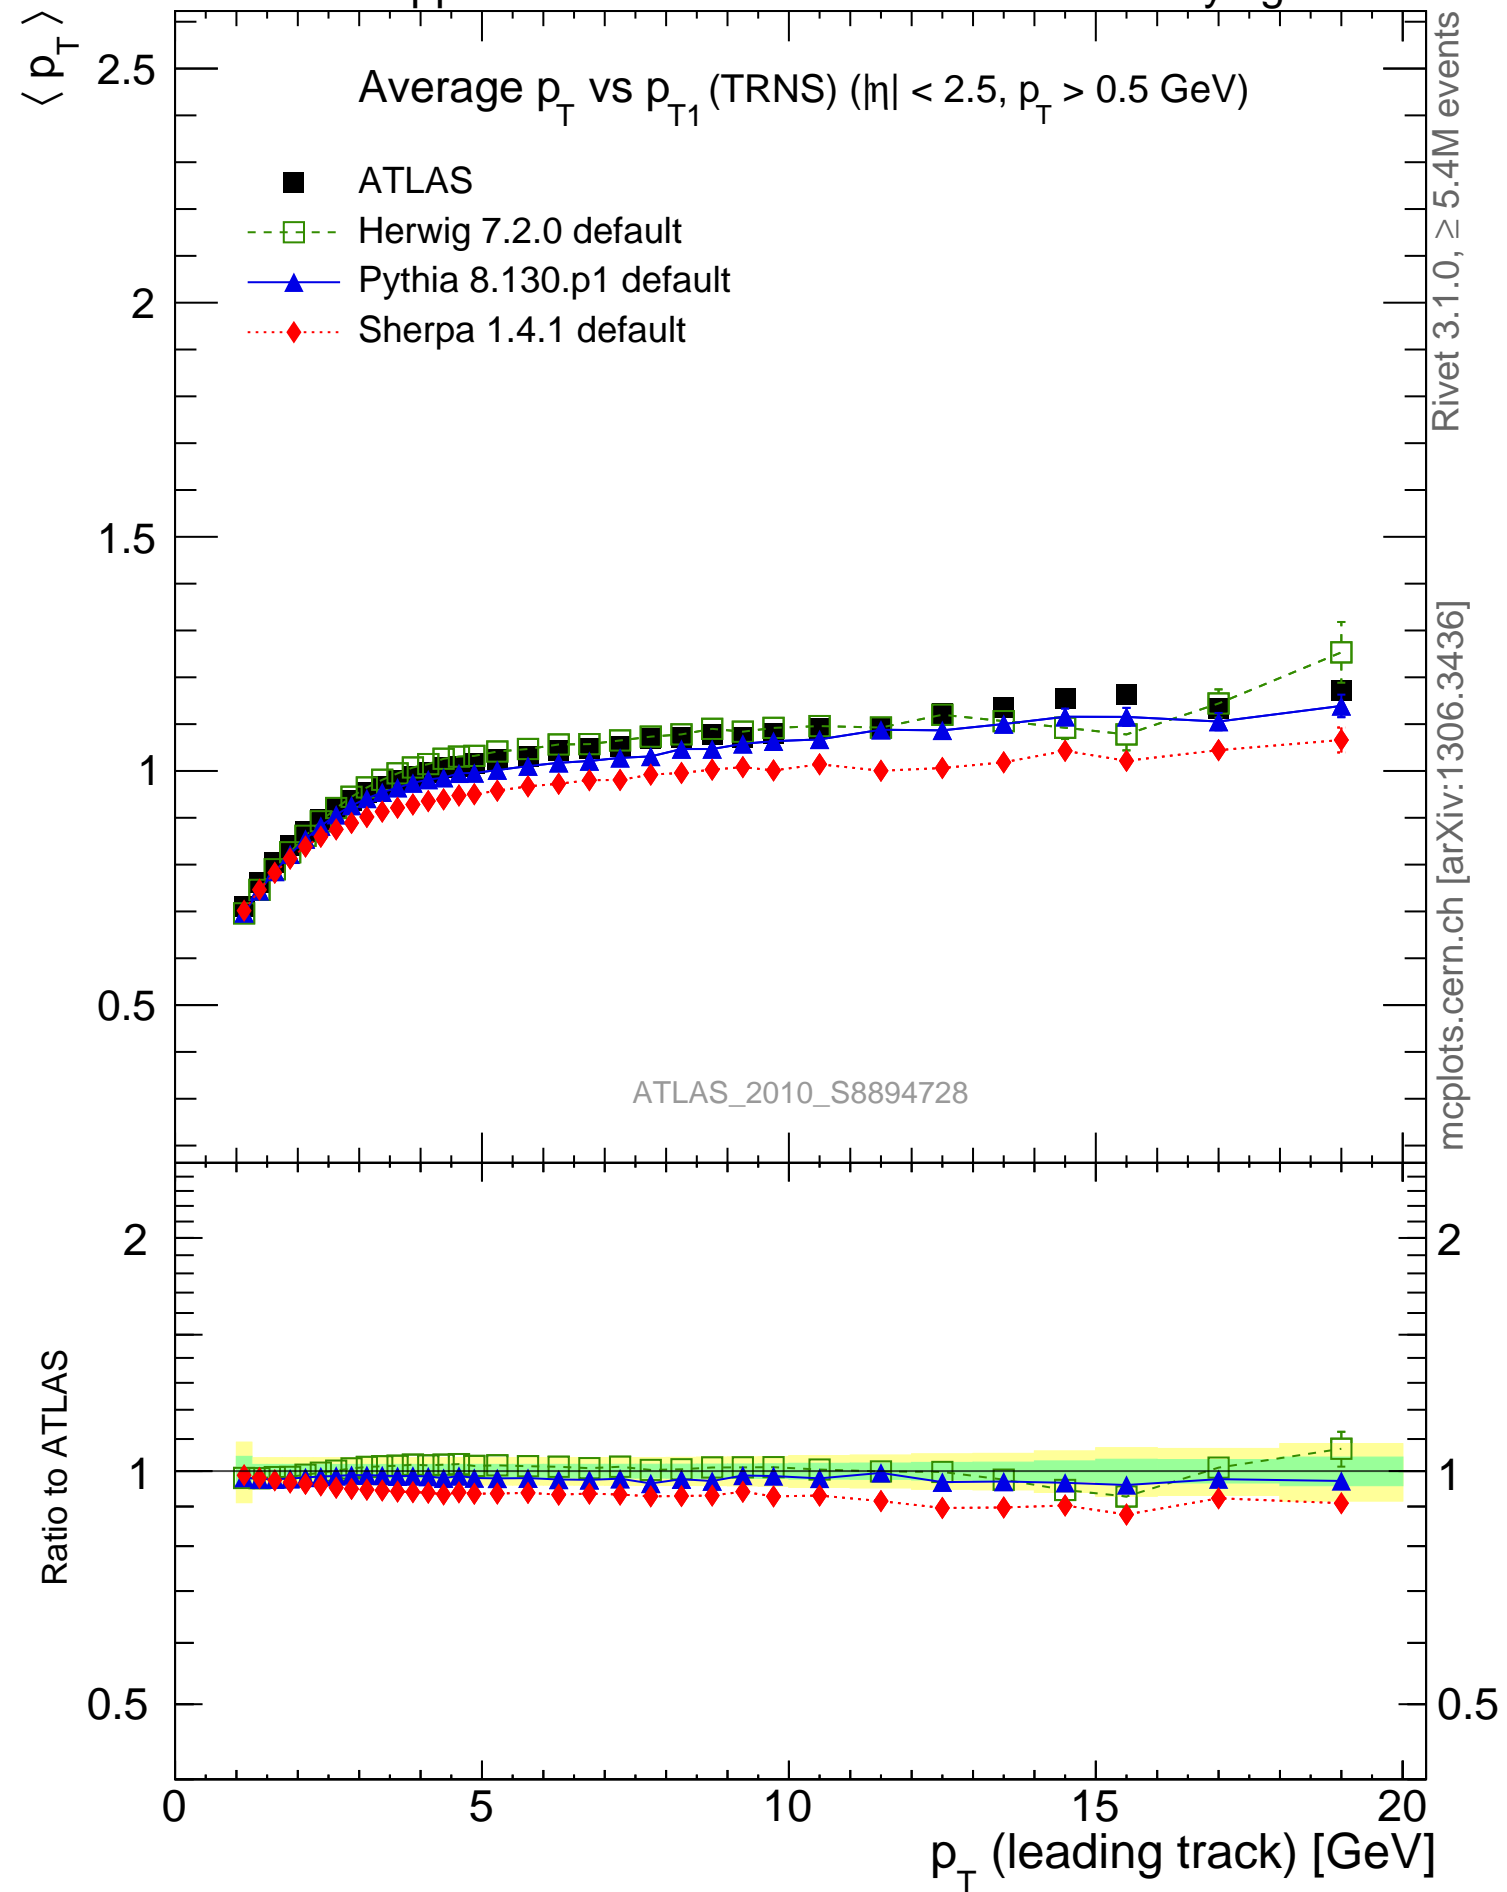 ⟨ p_T ⟩
Average p_T vs p_T1 (TRNS) (|η| < 2.5, p_T > 0.5 GeV)
ATLAS
Herwig 7.2.0 default
Pythia 8.130.p1 default
Sherpa 1.4.1 default
2.5
2
1.5
1
0.5
ATLAS_2010_S8894728
Rivet 3.1.0, ≥ 5.4M events
mcplots.cern.ch [arXiv:1306.3436]
Ratio to ATLAS
2
1
0.5
2
1
0.5
0
5
10
15
20
p_T (leading track) [GeV]